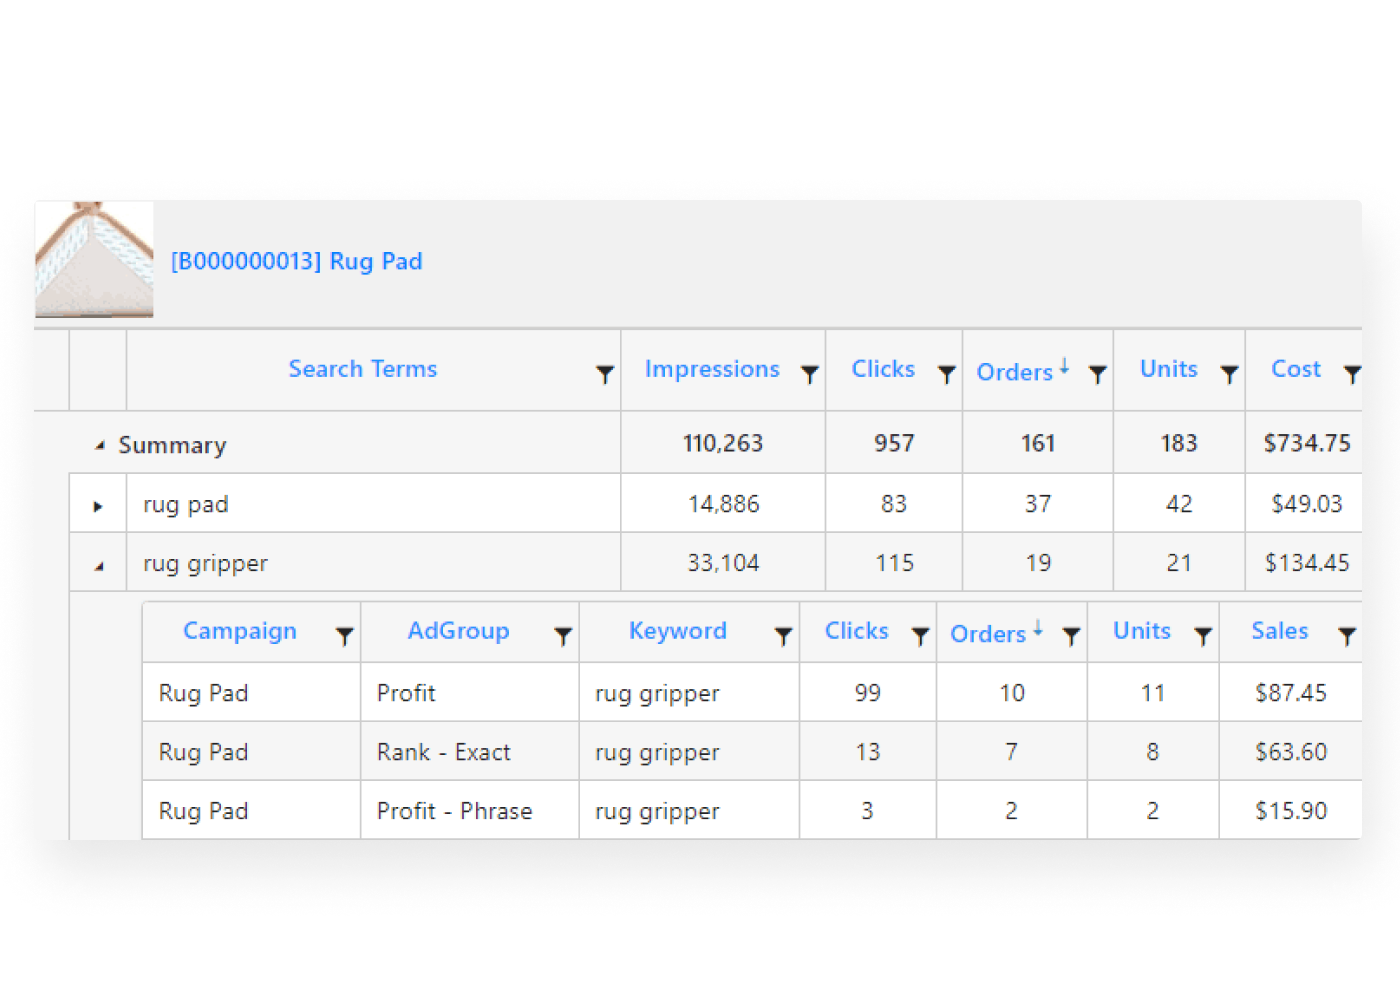 [B000000013] Rug Pad
Search Terms Impressions Clicks Orders↓ Units Cost
Summary 110,263 957 161 183 $734.75
rug pad 14,886 83 37 42 $49.03
rug gripper 33,104 115 19 21 $134.45
Campaign AdGroup Keyword Clicks Orders↓ Units Sales
Rug Pad Profit rug gripper 99 10 11 $87.45
Rug Pad Rank - Exact rug gripper 13 7 8 $63.60
Rug Pad Profit - Phrase rug gripper 3 2 2 $15.90